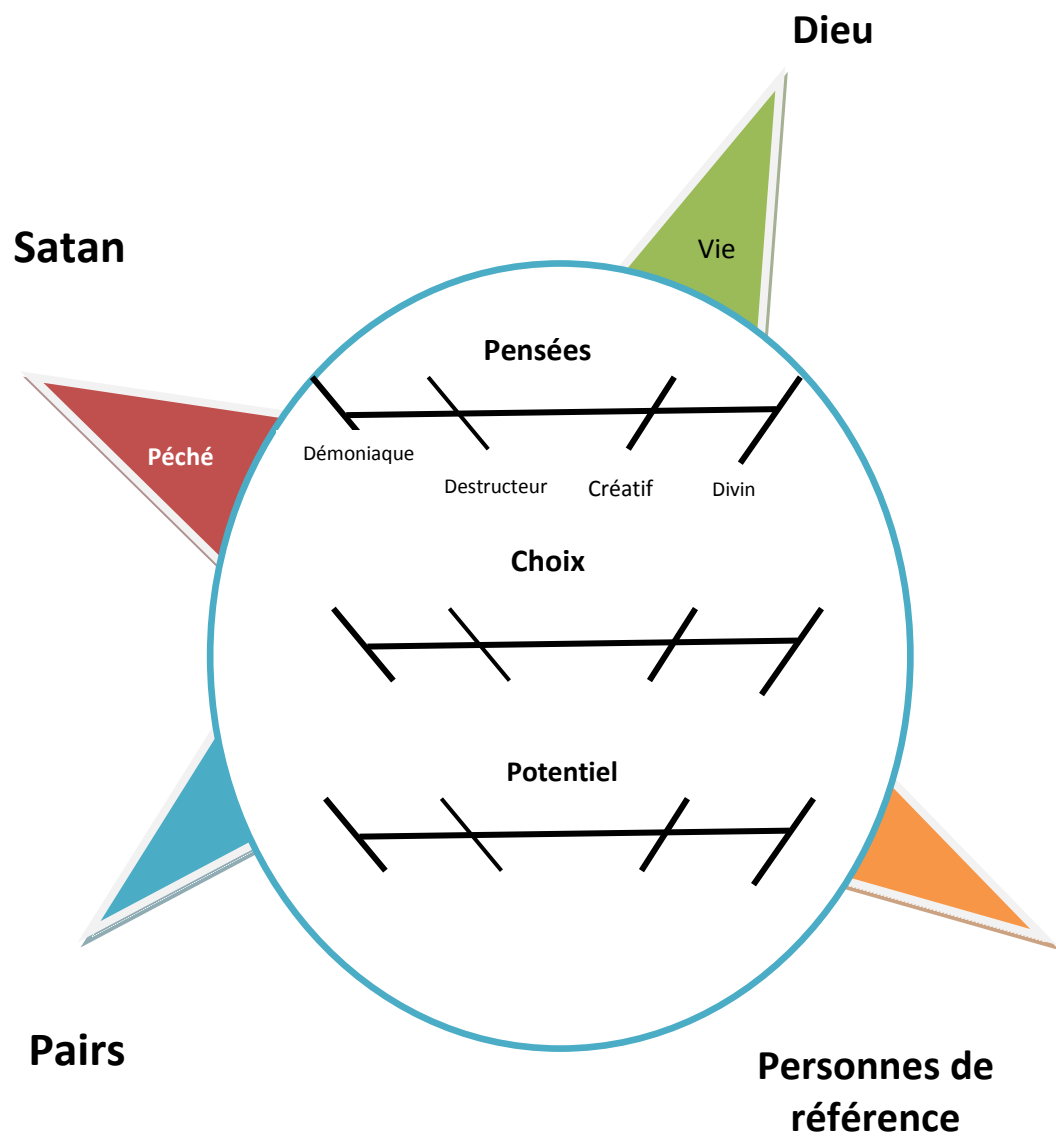 Dieu
Satan
Vie
Pensées
Péché
Démoniaque
Destructeur
Créatif
Divin
Choix
Potentiel
Pairs
Personnes de
référence